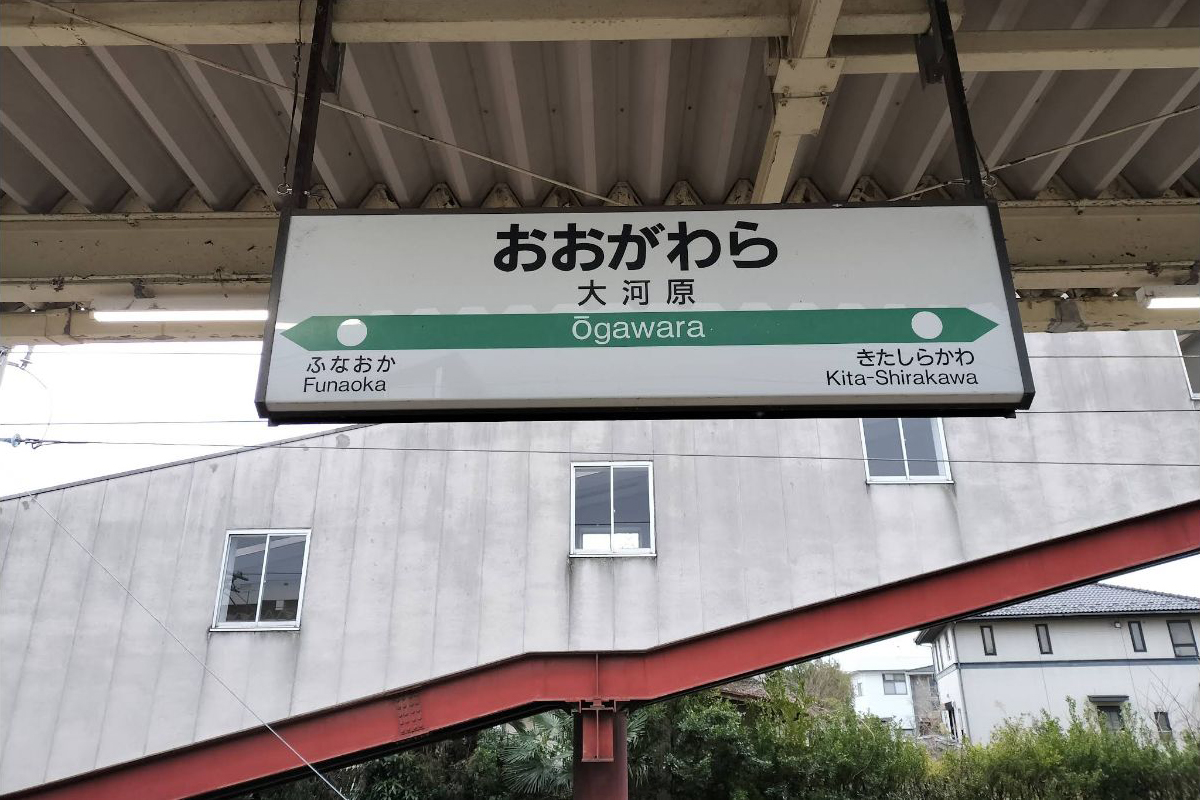 おおがわら
大河原
Ōgawara
ふなおか
Funaoka
きたしらかわ
Kita-Shirakawa